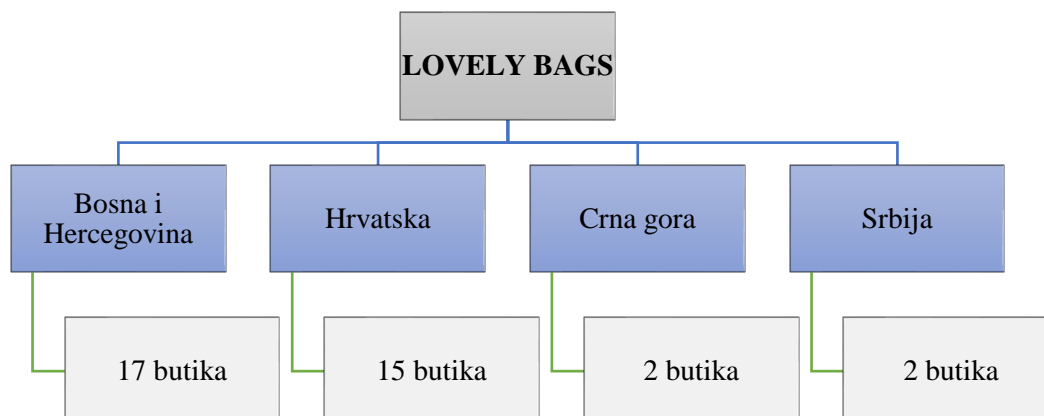 LOVELY BAGS
Bosna i
Hercegovina
Hrvatska
Crna gora
Srbija
17 butika
15 butika
2 butika
2 butika